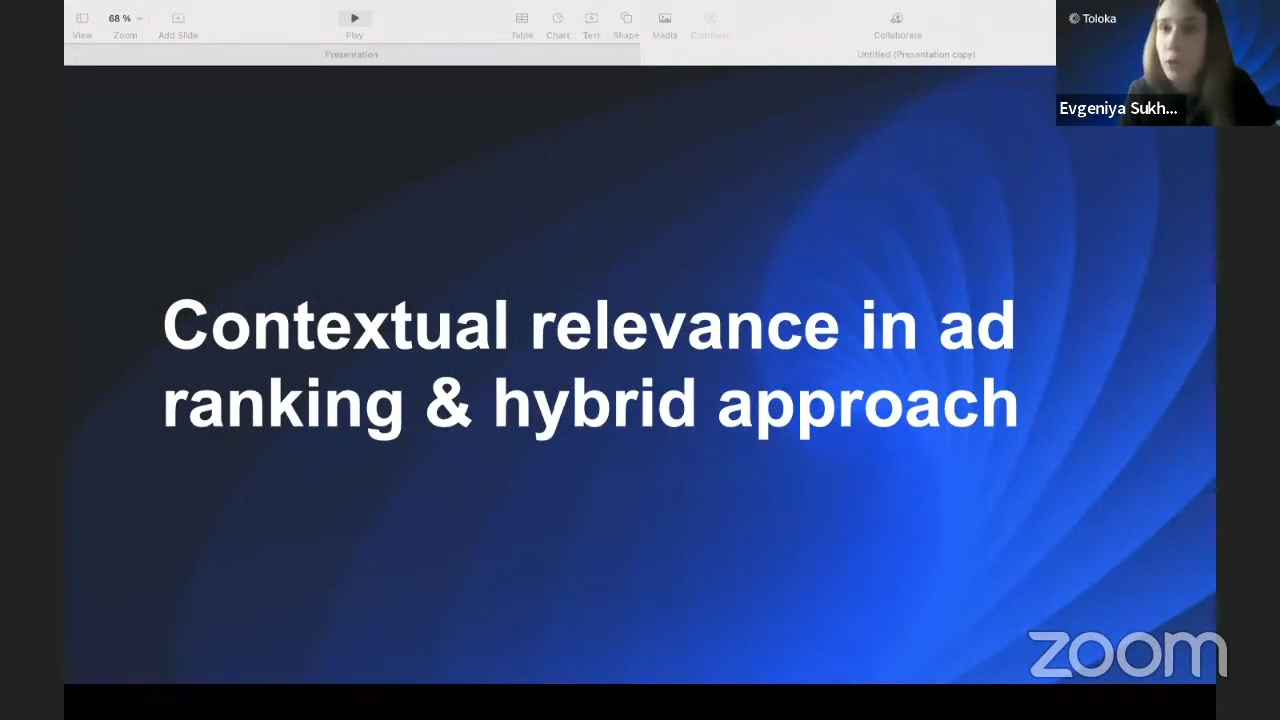 68 %
View
Zoom
Add Slide
Play
Table
Chart
Text
Shape
Media
Comment
Collaborate
Presentation
Untitled (Presentation copy)
Toloka
Evgeniya Sukh...
Contextual relevance in ad
ranking & hybrid approach
zoom